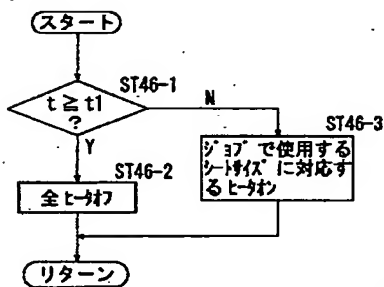 スタート
ST46-1
t≧t1
?
N
Y
ST46-3
ジョブで使用する
シートサイズに対応す
るヒータオン
ST46-2
全ヒータオフ
リターン